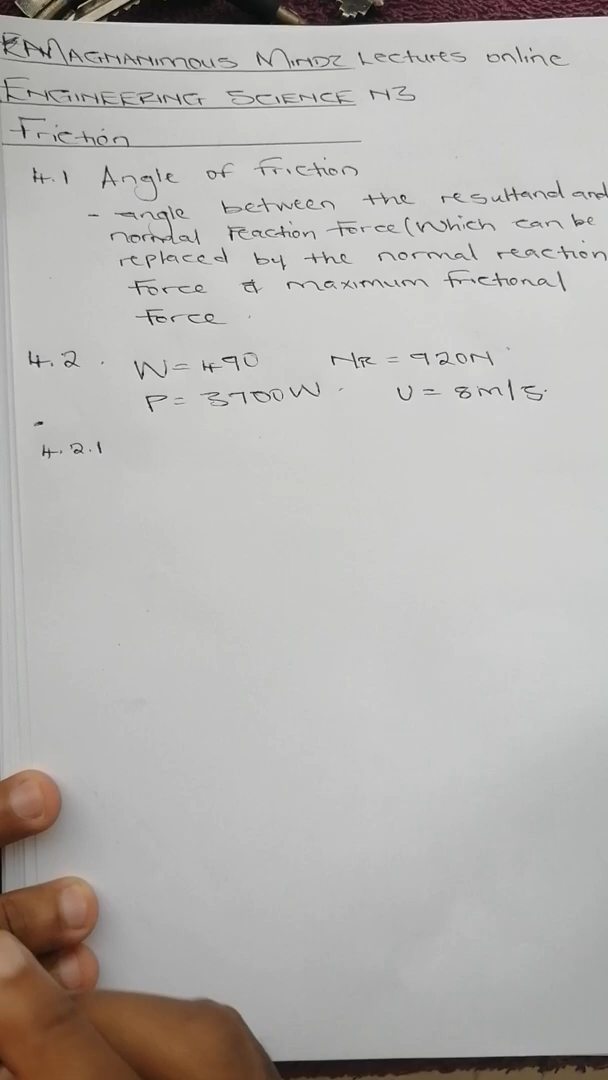 MAGNANIMOUS MINDZ Lectures online
ENGINEERING SCIENCE N3
Friction
4.1 Angle of friction
- angle between the resultand and
normdal reaction force (which can be
replaced by the normal reaction
force & maximum frictional
force.
4.2. W = 490 NR = 920N
P = 3700W. U = 8m/s.
4.2.1